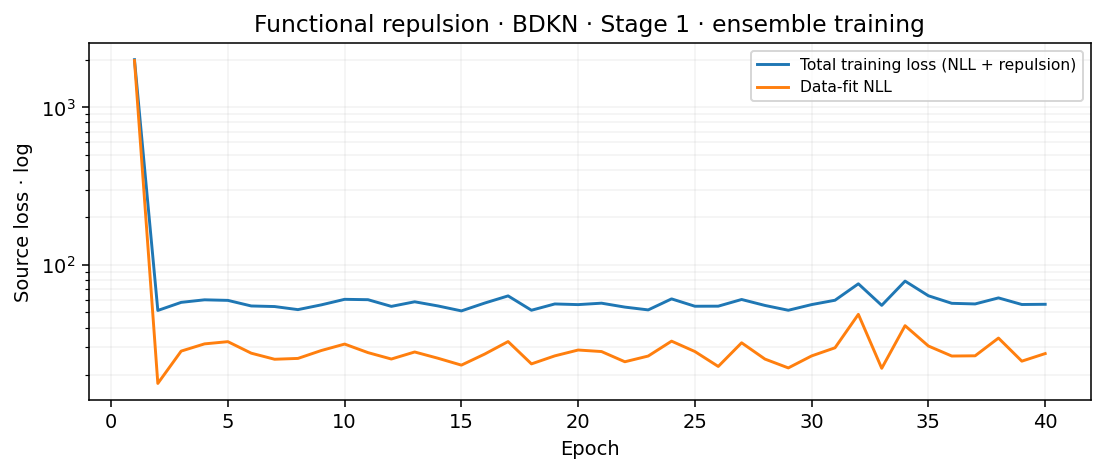 Functional repulsion · BDKN · Stage 1 · ensemble training
Total training loss (NLL + repulsion)
Data-fit NLL
Source loss · log
10³
10²
0 5 10 15 20 25 30 35 40
Epoch